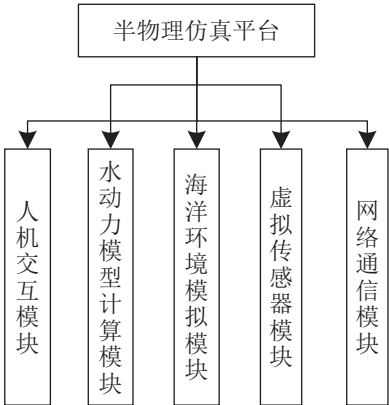 半物理仿真平台
人机交互模块
水动力模型计算模块
海洋环境模拟模块
虚拟传感器模块
网络通信模块